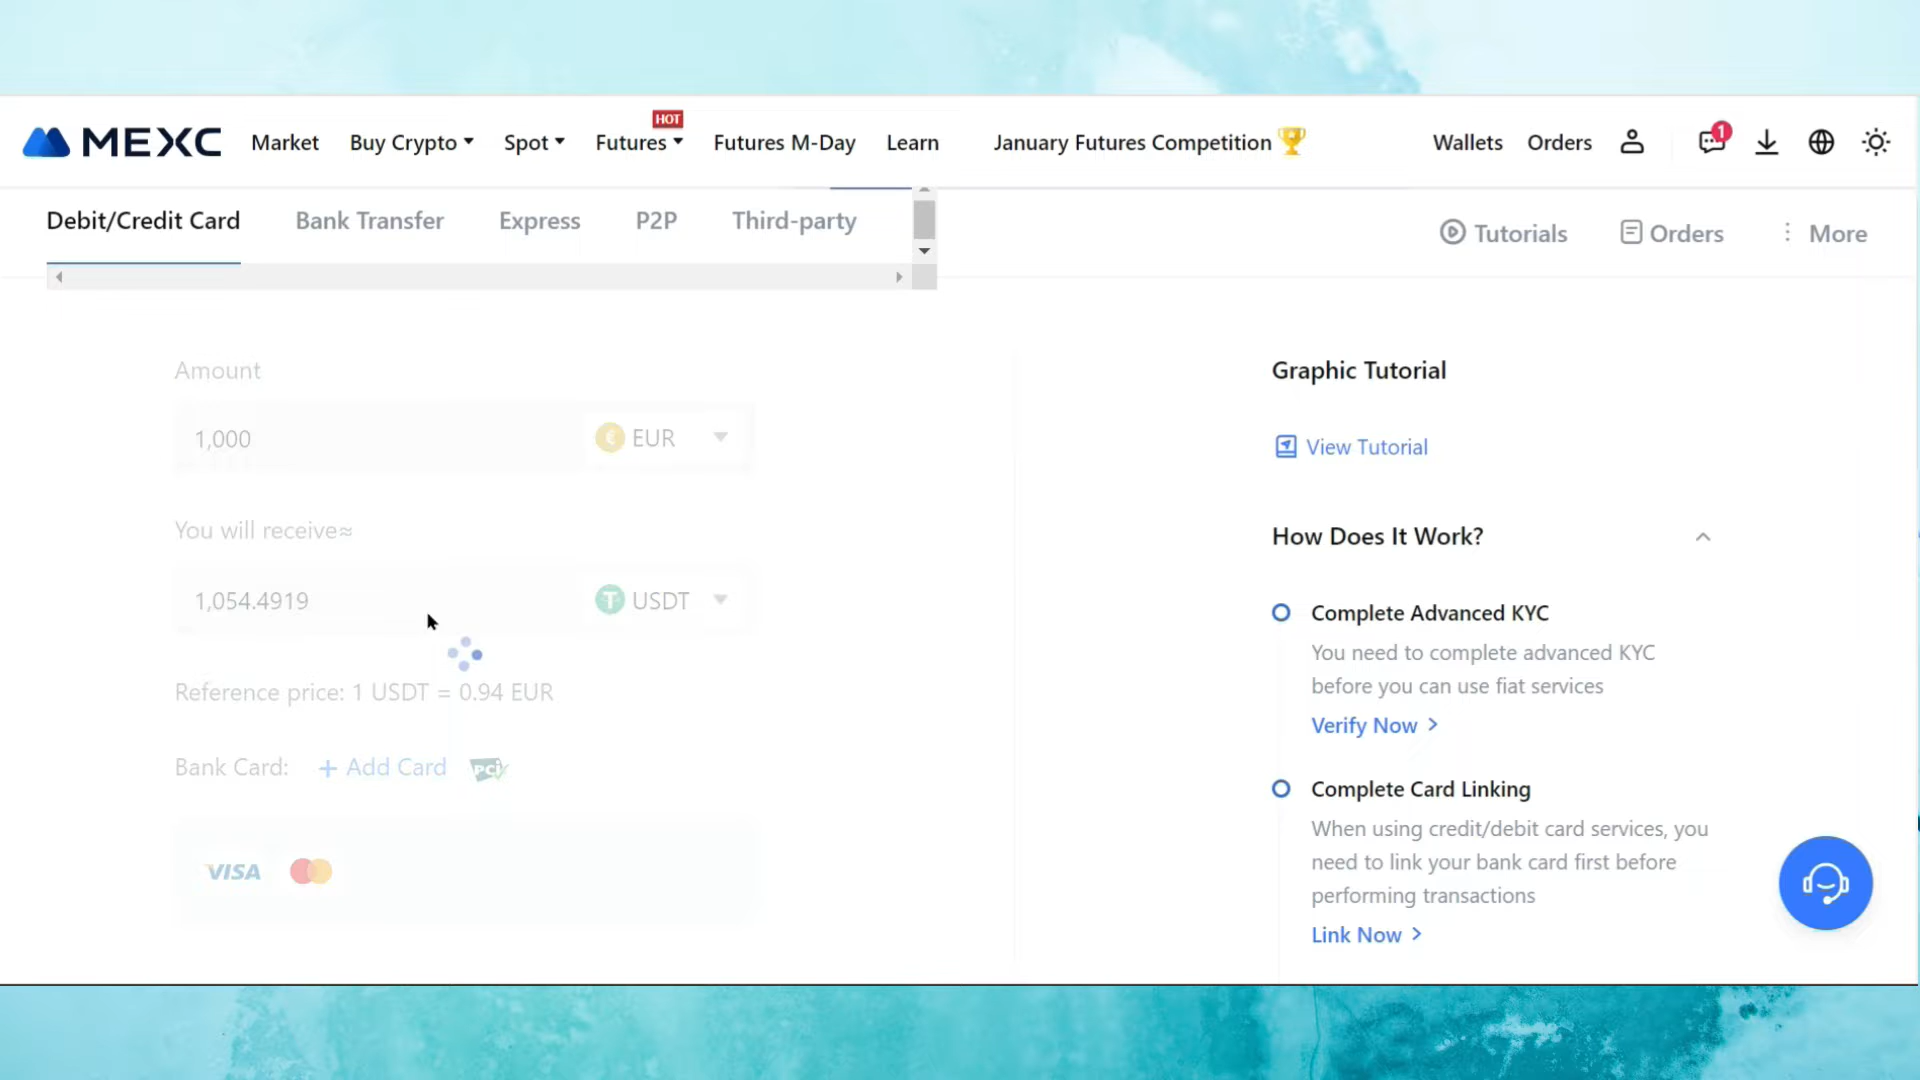 MEXC Market Buy Crypto Spot Futures HOT Futures M-Day Learn January Futures Competition Wallets Orders 1
Debit/Credit Card Bank Transfer Express P2P Third-party Tutorials Orders More
Amount
1,000 EUR
You will receive≈
1,054.4919 USDT
Reference price: 1 USDT = 0.94 EUR
Bank Card: + Add Card PCI
VISA
Graphic Tutorial
View Tutorial
How Does It Work?
Complete Advanced KYC
You need to complete advanced KYC
before you can use fiat services
Verify Now >
Complete Card Linking
When using credit/debit card services, you
need to link your bank card first before
performing transactions
Link Now >